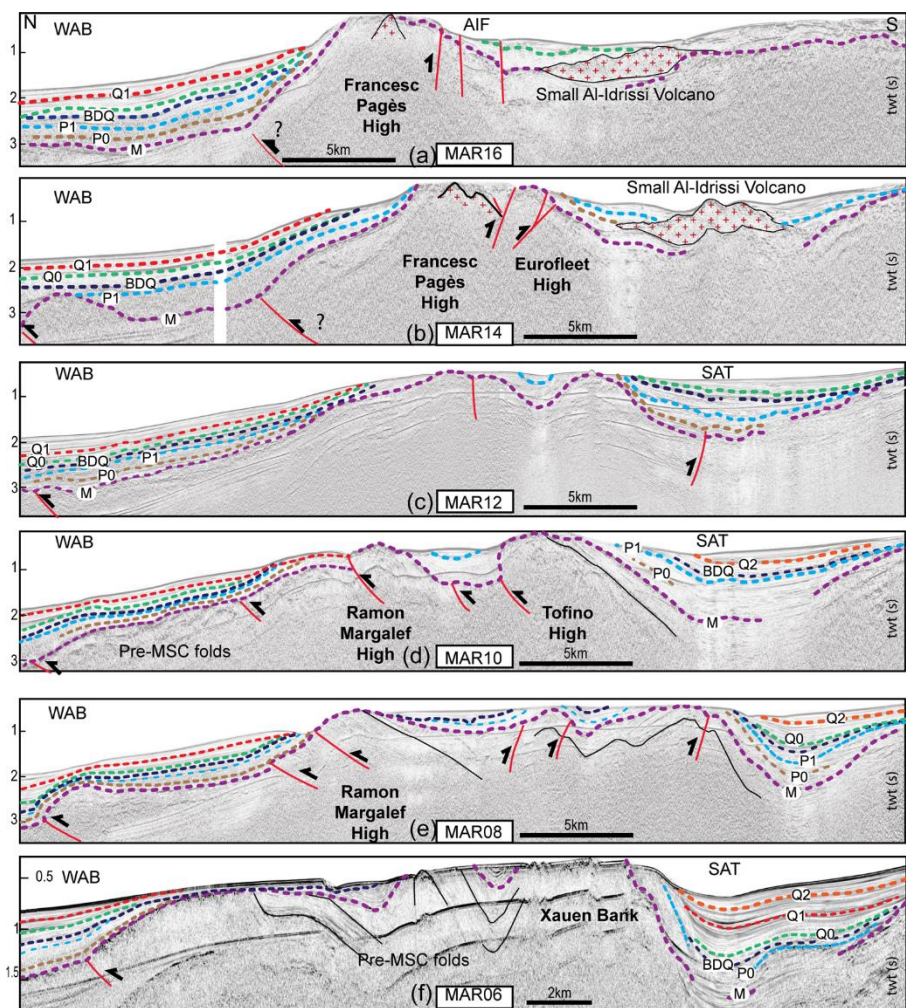 N WAB AIF S
1
2
3
Q1
BDQ
P1
P0
M
?
Francesc
Pagès
High
Small Al-Idrissi Volcano
twt (s)
5km
(a) MAR16
WAB Small Al-Idrissi Volcano
1
2
3
Q1
Q0
BDQ
P1
M
?
Francesc
Pagès
High
Eurofleet
High
twt (s)
5km
(b) MAR14
WAB SAT
1
2
3
Q1
Q0
BDQ
P1
P0
M
twt (s)
5km
(c) MAR12
WAB SAT
1
2
3
Pre-MSC folds
Ramon
Margalef
High
Tofino
High
P1
P0
BDQ
Q2
M
twt (s)
5km
(d) MAR10
WAB SAT
1
2
3
Ramon
Margalef
High
Q2
Q0
P1
P0
M
twt (s)
5km
(e) MAR08
WAB SAT
0.5
1
1.5
Pre-MSC folds
Xauen Bank
Q2
Q1
Q0
BDQ
P0
M
twt (s)
2km
(f) MAR06